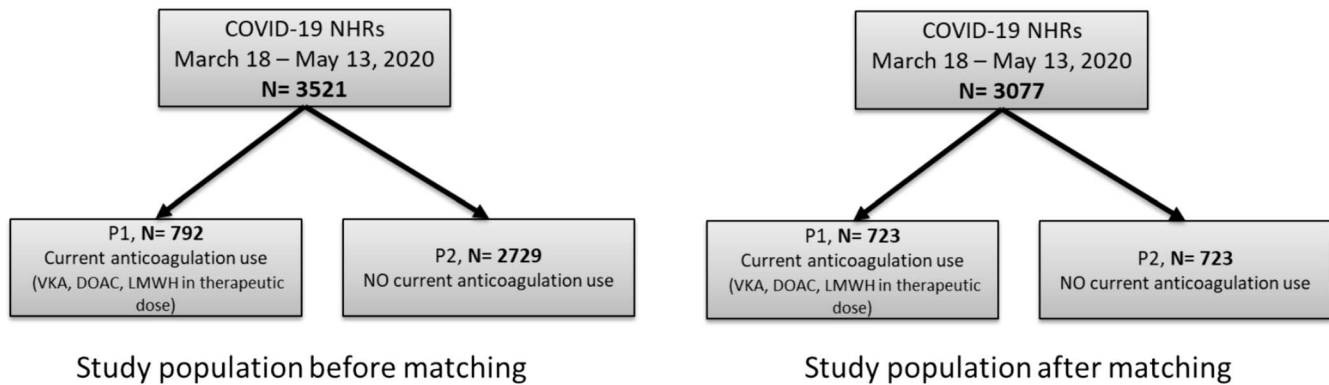 COVID-19 NHRs
March 18 – May 13, 2020
N= 3521
P1, N= 792
Current anticoagulation use
(VKA, DOAC, LMWH in therapeutic
dose)
P2, N= 2729
NO current anticoagulation use
Study population before matching
COVID-19 NHRs
March 18 – May 13, 2020
N= 3077
P1, N= 723
Current anticoagulation use
(VKA, DOAC, LMWH in therapeutic
dose)
P2, N= 723
NO current anticoagulation use
Study population after matching